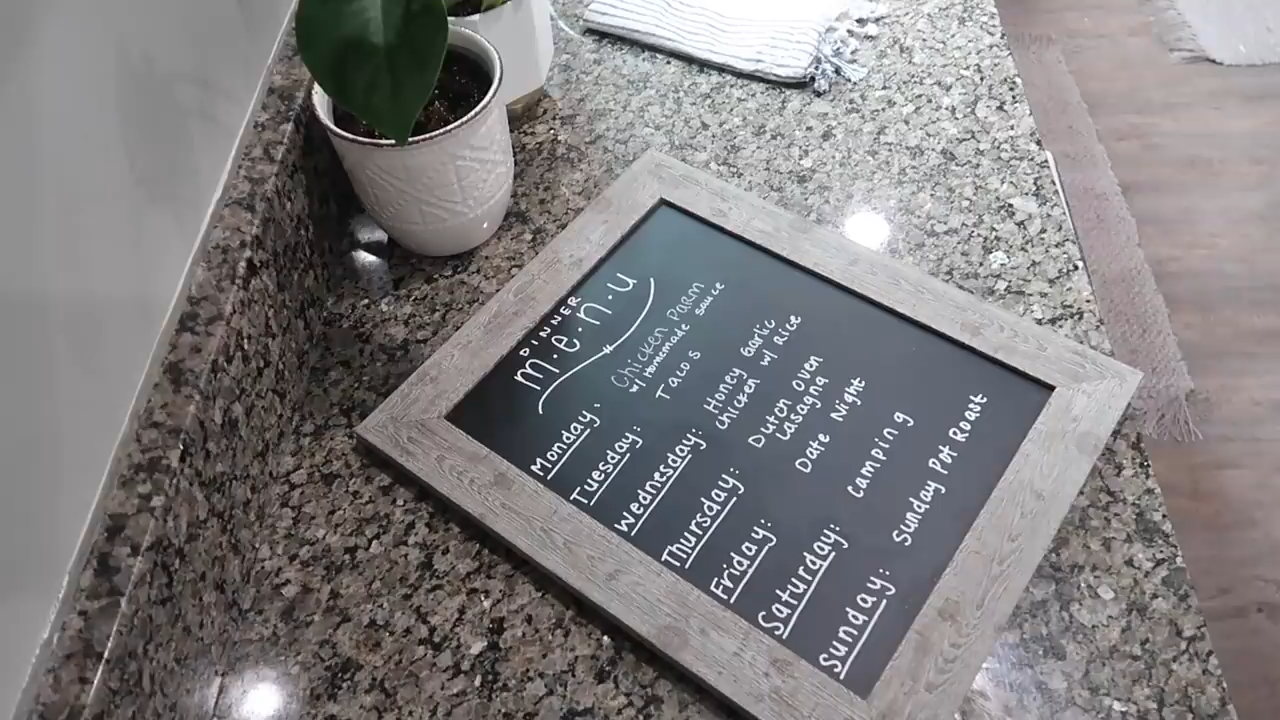 DINNER
m.e.n.u
Monday: Chicken Parm
w/ Homemade sauce
Tuesday: Tacos
Wednesday: Honey Garlic
chicken w/ Rice
Thursday: Dutch oven
Lasagna
Friday: Date Night
Saturday: camping
Sunday: Sunday Pot Roast